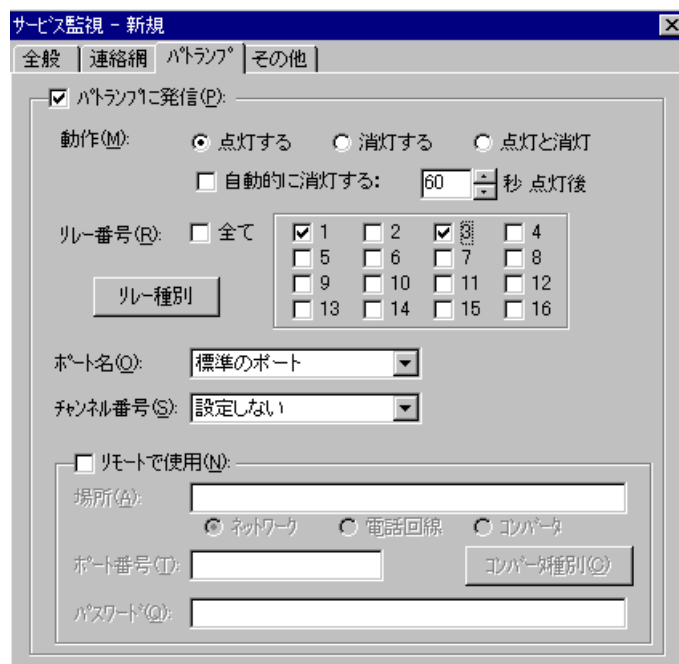 サービス監視 - 新規
全般 連絡網 パトランプ その他
パトランプに発信(P):
動作(M): 点灯する 消灯する 点灯と消灯
自動的に消灯する: 60 秒 点灯後
リレー番号(R): 全て 1 2 3 4
5 6 7 8
リレー種別 9 10 11 12
13 14 15 16
ポート名(O): 標準のポート
チャンネル番号(S): 設定しない
リモートで使用(N):
場所(A):
ネットワーク 電話回線 コンバータ
ポート番号(T): コンバータ種別(C)
パスワード(Q):